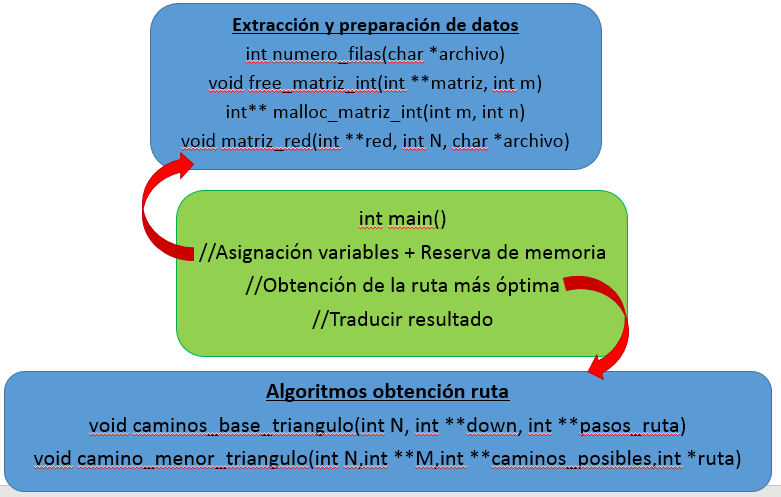 Extracción y preparación de datos
int numero_filas(char *archivo)
void free_matriz_int(int **matriz, int m)
int** malloc_matriz_int(int m, int n)
void matriz_red(int **red, int N, char *archivo)
int main()
//Asignación variables + Reserva de memoria
//Obtención de la ruta más óptima
//Traducir resultado
Algoritmos obtención ruta
void caminos_base_triangulo(int N, int **down, int **pasos_ruta)
void camino_menor_triangulo(int N,int **M,int **caminos_posibles,int *ruta)